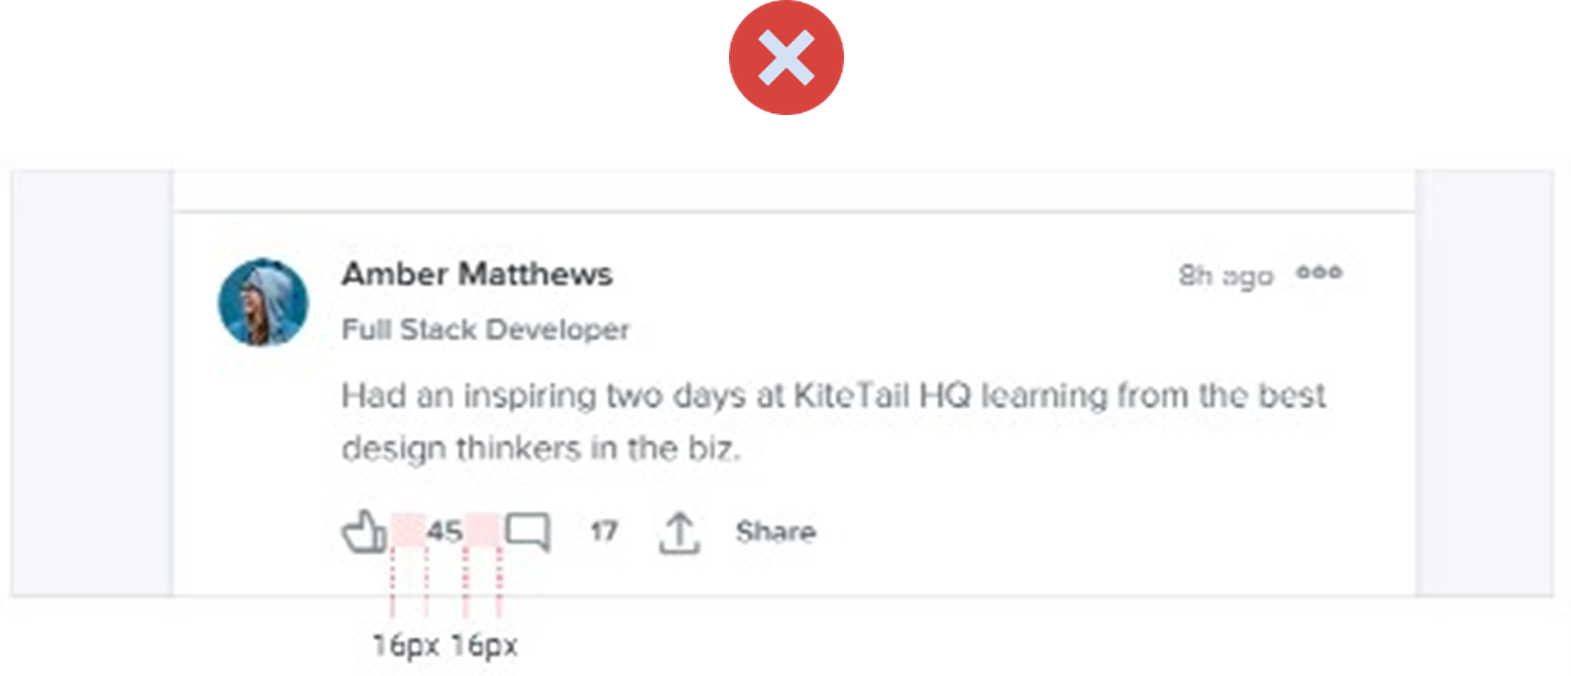 Amber Matthews
8h ago
Full Stack Developer
Had an inspiring two days at KiteTail HQ learning from the best
design thinkers in the biz.
45 17 Share
16px 16px